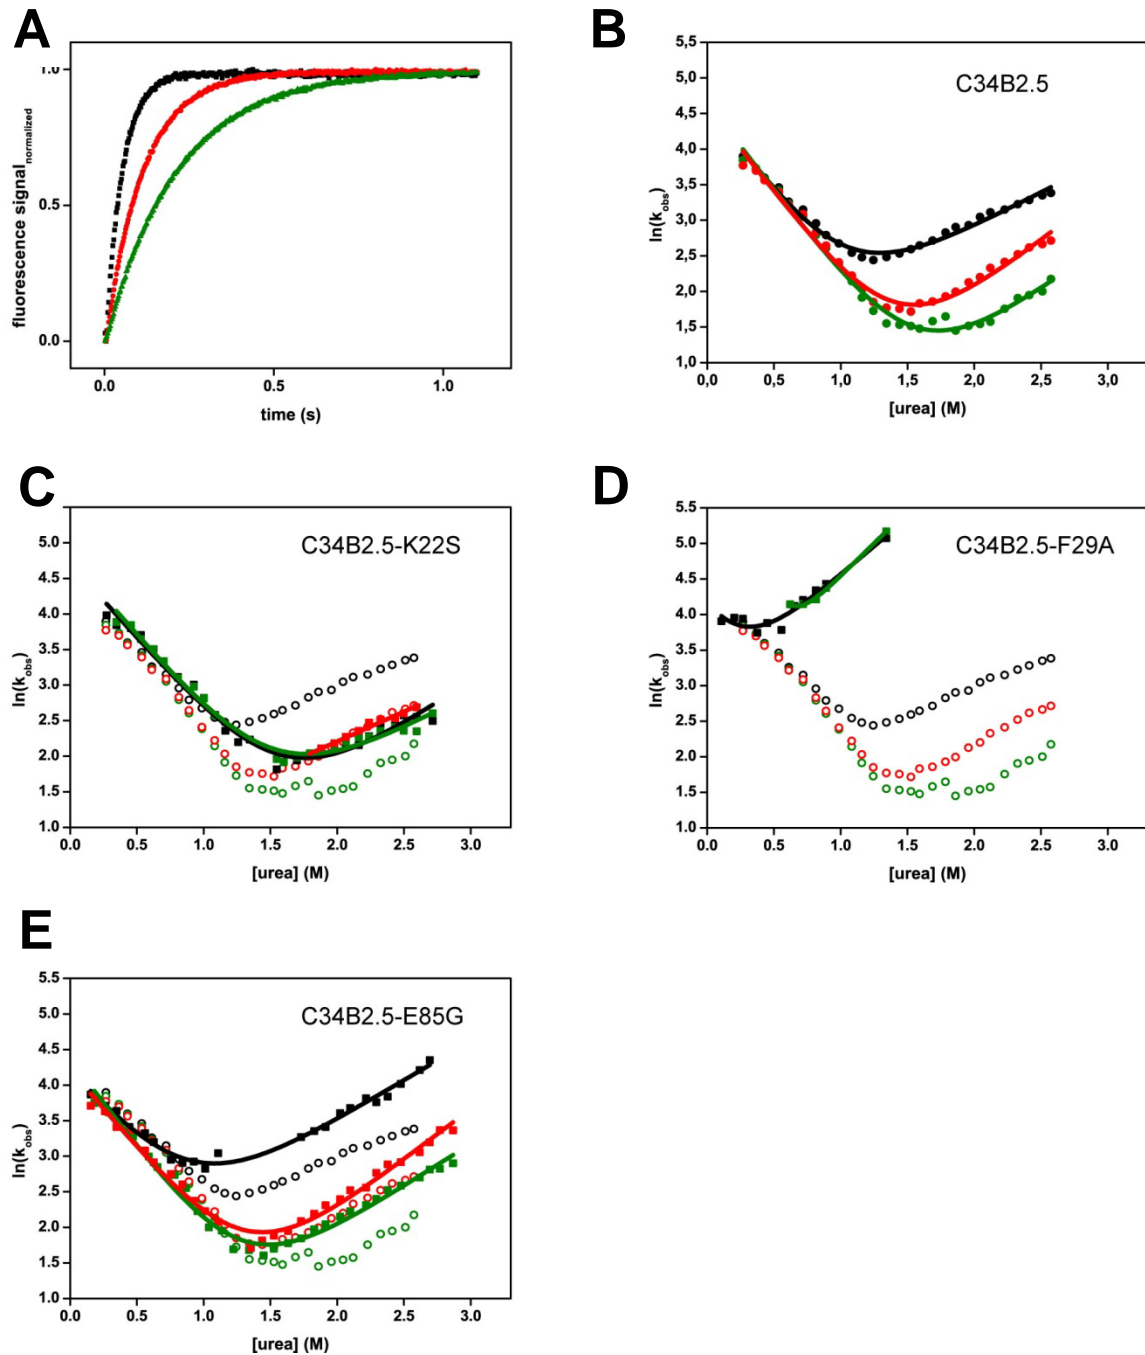 A
1.0
0.5
0.0
fluorescence signal normalized
0.0 0.5 1.0
time (s)
B
C34B2.5
5,5
5,0
4,5
4,0
3,5
3,0
2,5
2,0
1,5
1,0
ln(kobs)
0,0 0,5 1,0 1,5 2,0 2,5 3,0
[urea] (M)
C
C34B2.5-K22S
5.0
4.5
4.0
3.5
3.0
2.5
2.0
1.5
1.0
ln(kobs)
0.0 0.5 1.0 1.5 2.0 2.5 3.0
[urea] (M)
D
C34B2.5-F29A
5.5
5.0
4.5
4.0
3.5
3.0
2.5
2.0
1.5
1.0
ln(kobs)
0.0 0.5 1.0 1.5 2.0 2.5 3.0
[urea] (M)
E
C34B2.5-E85G
5.5
5.0
4.5
4.0
3.5
3.0
2.5
2.0
1.5
1.0
ln(kobs)
0.0 0.5 1.0 1.5 2.0 2.5 3.0
[urea] (M)